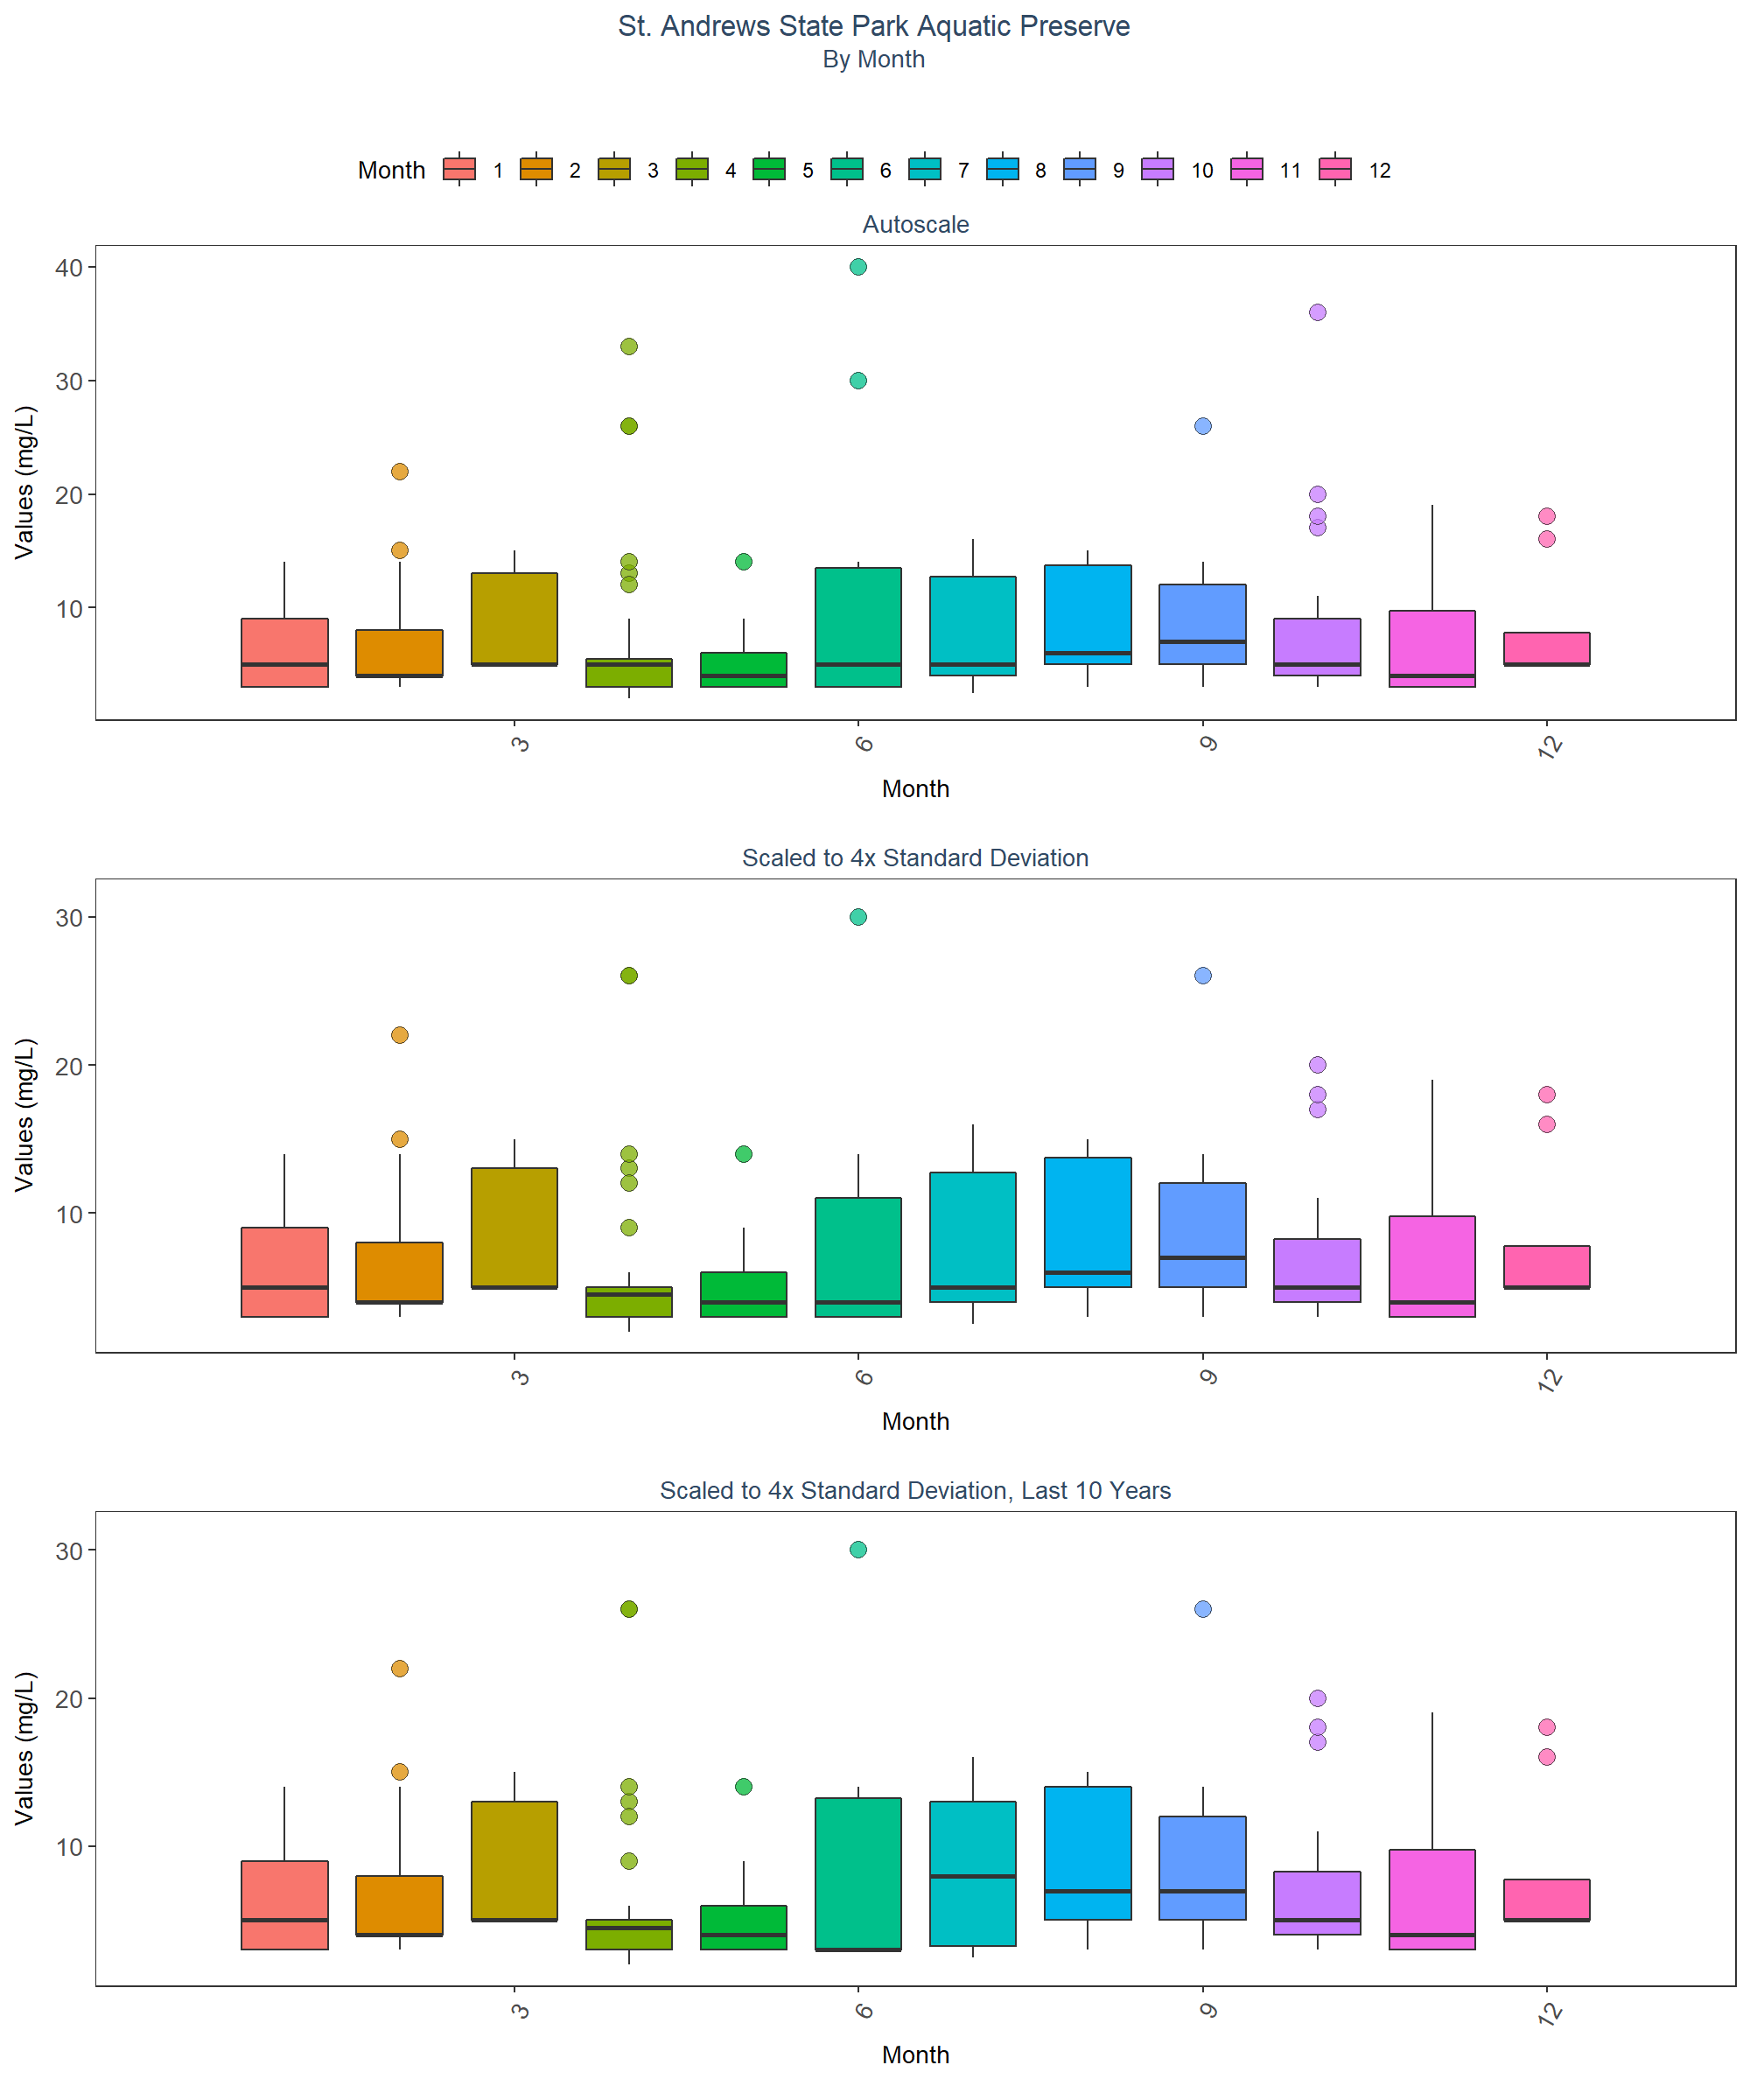 St. Andrews State Park Aquatic Preserve
By Month
Month 1 2 3 4 5 6 7 8 9 10 11 12
Autoscale
Values (mg/L)
40
30
20
10
3 6 9 12
Month
Scaled to 4x Standard Deviation
Values (mg/L)
30
20
10
3 6 9 12
Month
Scaled to 4x Standard Deviation, Last 10 Years
Values (mg/L)
30
20
10
3 6 9 12
Month